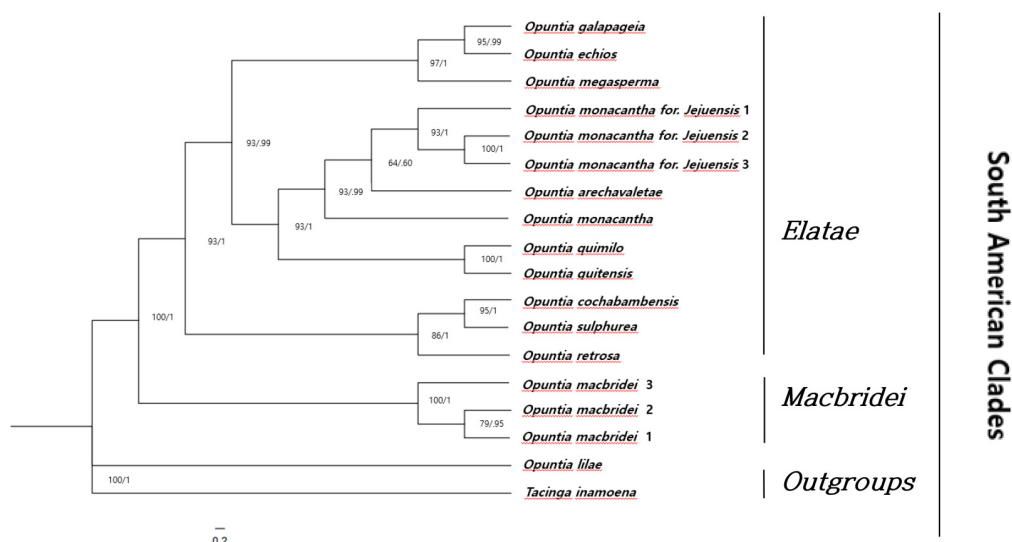 Opuntia galapageia
95/.99
Opuntia echios
97/1
Opuntia megasperma
Opuntia monacantha for. Jejuensis 1
93/1
Opuntia monacantha for. Jejuensis 2
93/.99
100/1
64/.60
Opuntia monacantha for. Jejuensis 3
Opuntia arechavaletae
93/.99
Opuntia monacantha
93/1
Elatae
93/1
Opuntia quimilo
100/1
Opuntia quitensis
Opuntia cochabambensis
95/1
100/1
Opuntia sulphurea
86/1
Opuntia retrosa
Opuntia macbridei 3
100/1
Macbridei
Opuntia macbridei 2
79/.95
Opuntia macbridei 1
Opuntia lilae
100/1
Outgroups
Tacinga inamoena
South American Clades
0.2